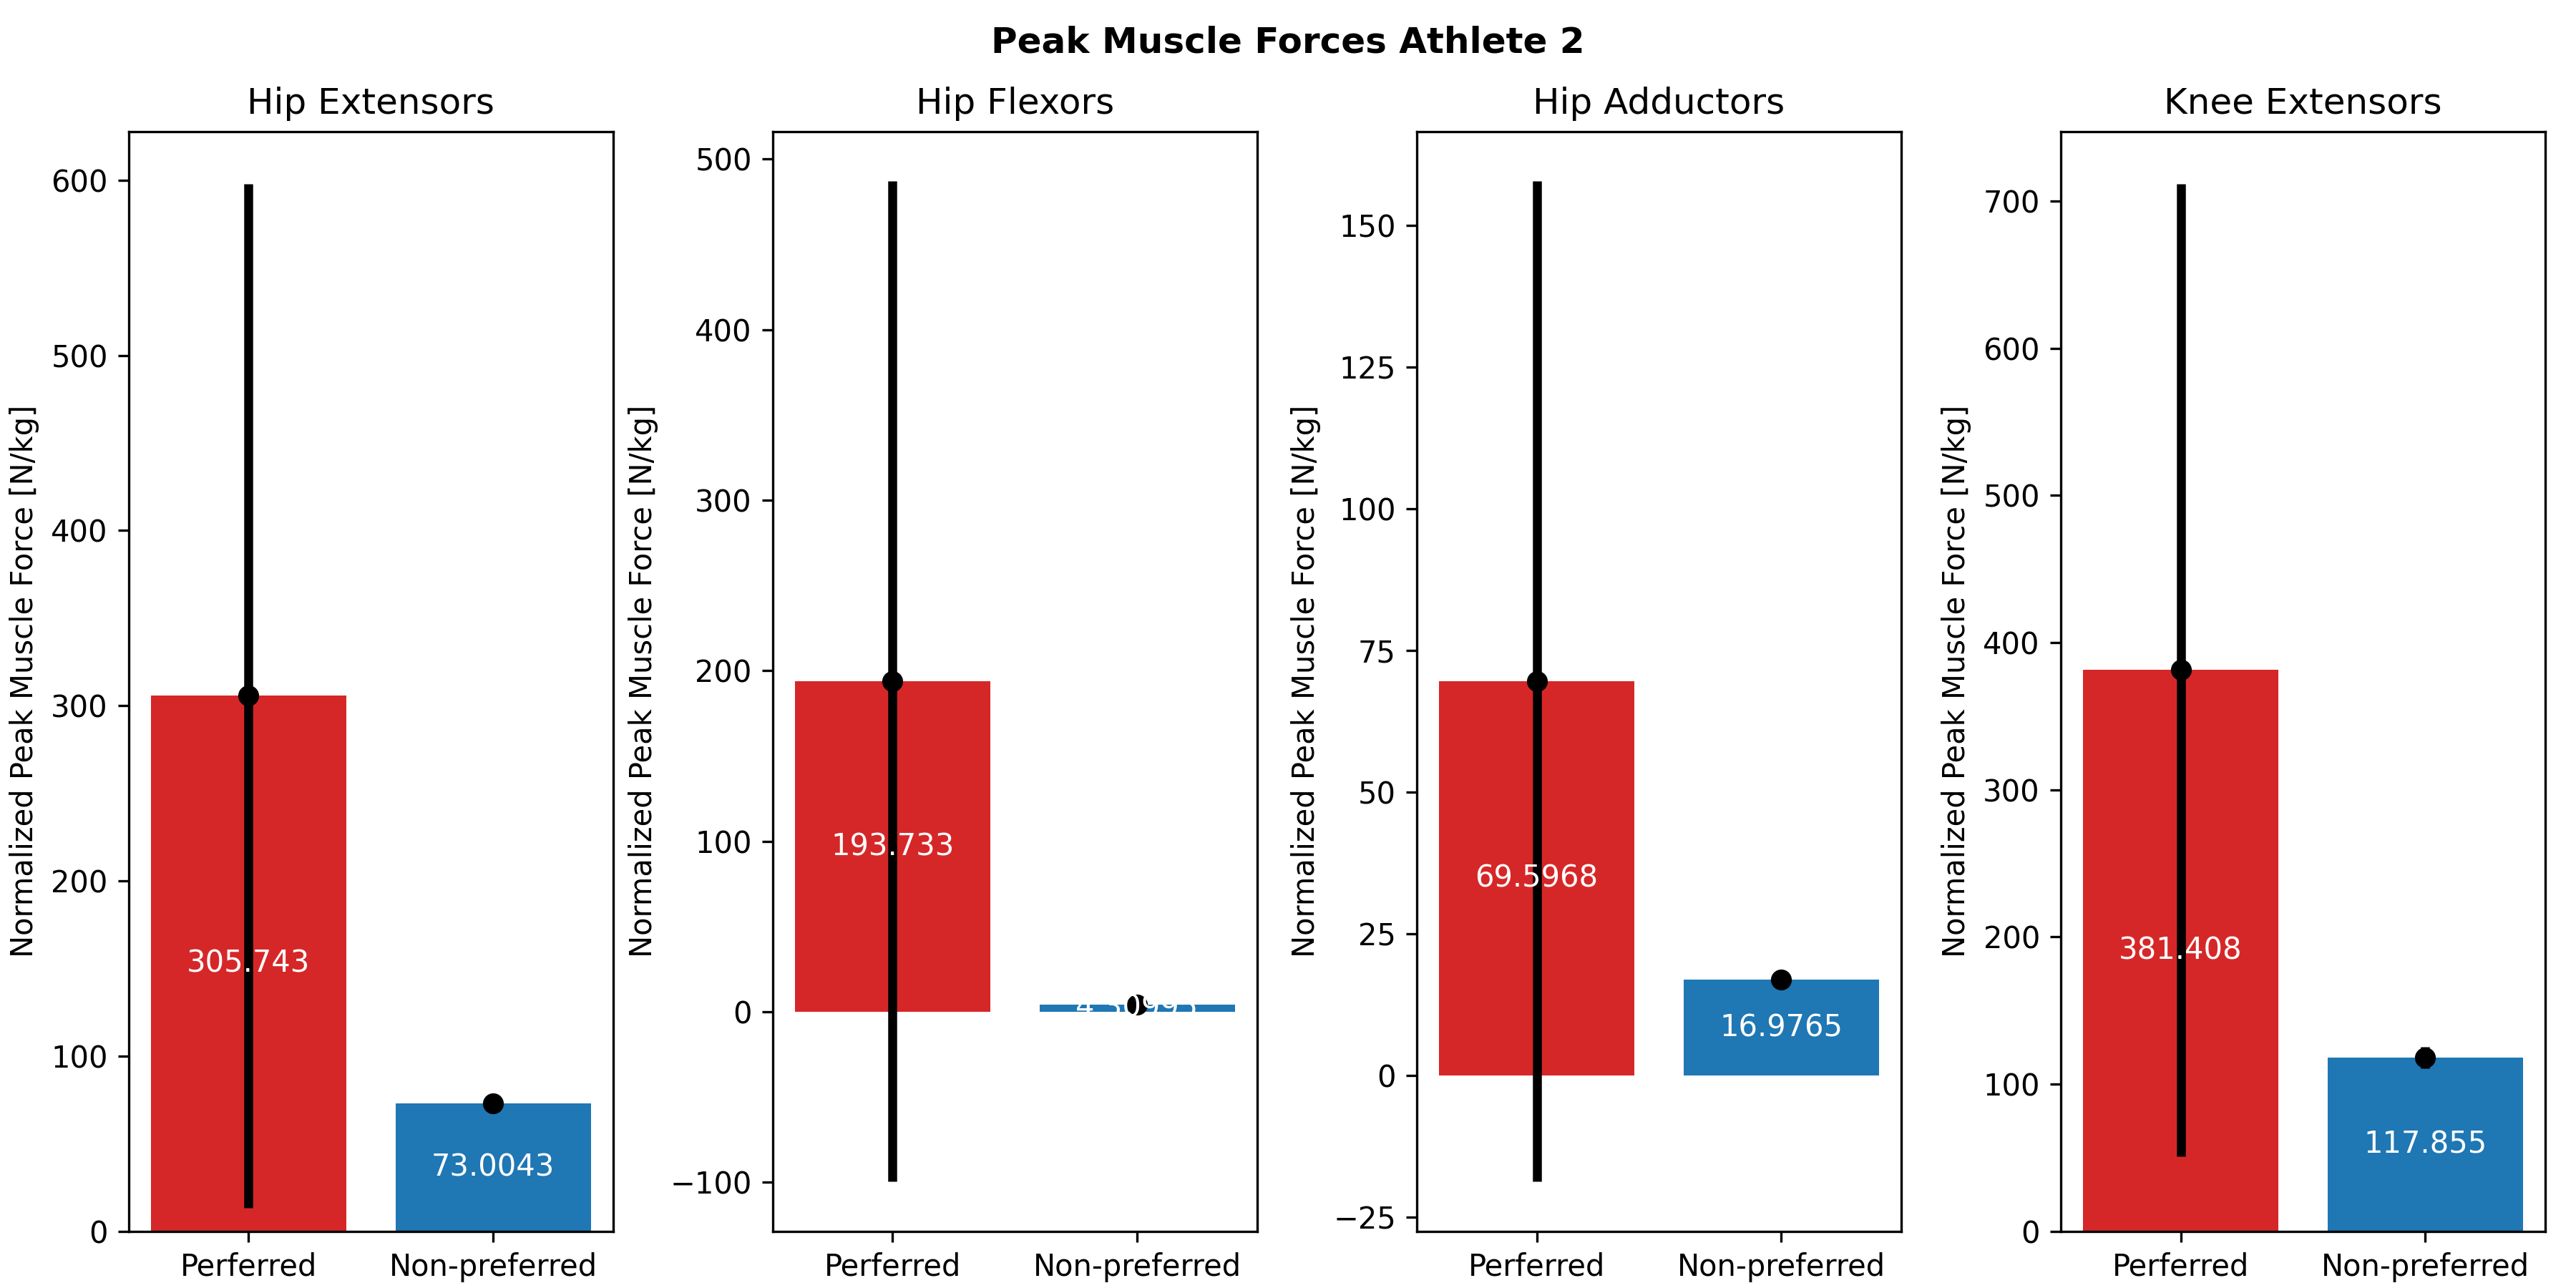 Peak Muscle Forces Athlete 2
Hip Extensors
Normalized Peak Muscle Force [N/kg]
600
500
400
300
200
100
0
305.743
73.0043
Perferred
Non-preferred
Hip Flexors
Normalized Peak Muscle Force [N/kg]
500
400
300
200
100
0
−100
193.733
Perferred
Non-preferred
Hip Adductors
Normalized Peak Muscle Force [N/kg]
150
125
100
75
50
25
0
−25
69.5968
16.9765
Perferred
Non-preferred
Knee Extensors
Normalized Peak Muscle Force [N/kg]
700
600
500
400
300
200
100
0
381.408
117.855
Perferred
Non-preferred